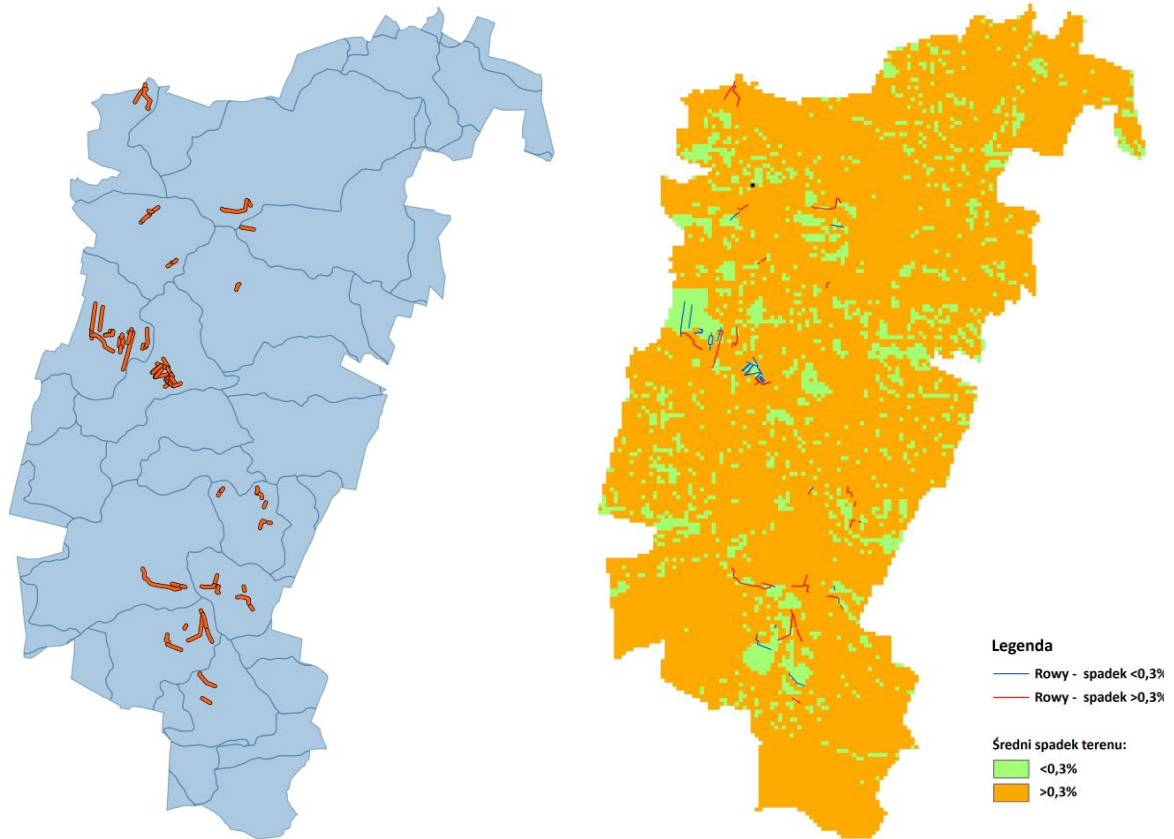 Legenda
Rowy - spadek <0,3%
Rowy - spadek >0,3%
Średni spadek terenu:
<0,3%
>0,3%